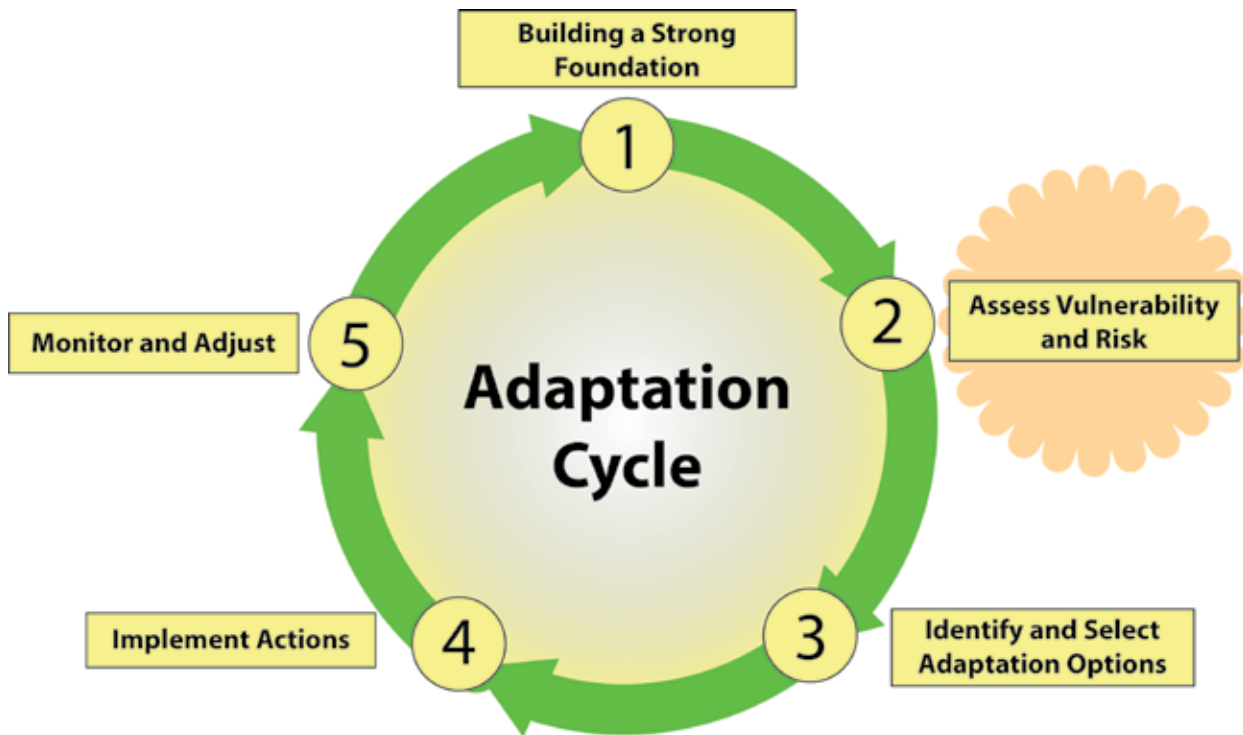 Building a Strong
Foundation
1
2
Assess Vulnerability
and Risk
3
Identify and Select
Adaptation Options
4
Implement Actions
5
Monitor and Adjust
Adaptation
Cycle